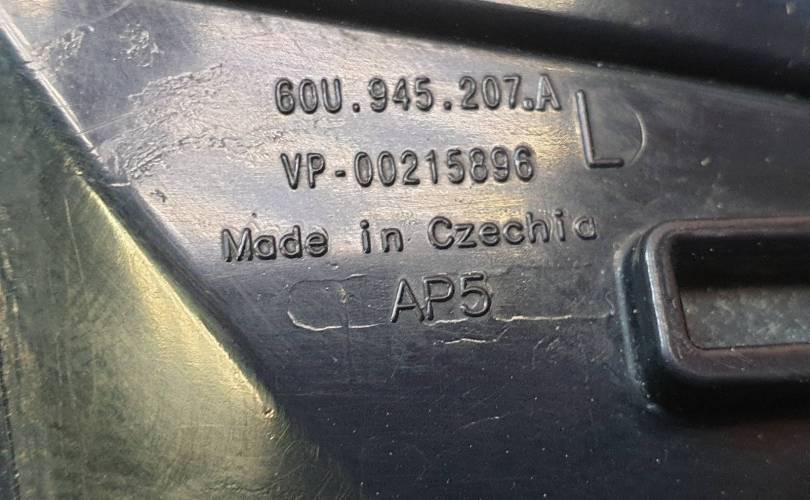 60U.945.207.A
L
VP-00215896
Made in Czechia
AP5